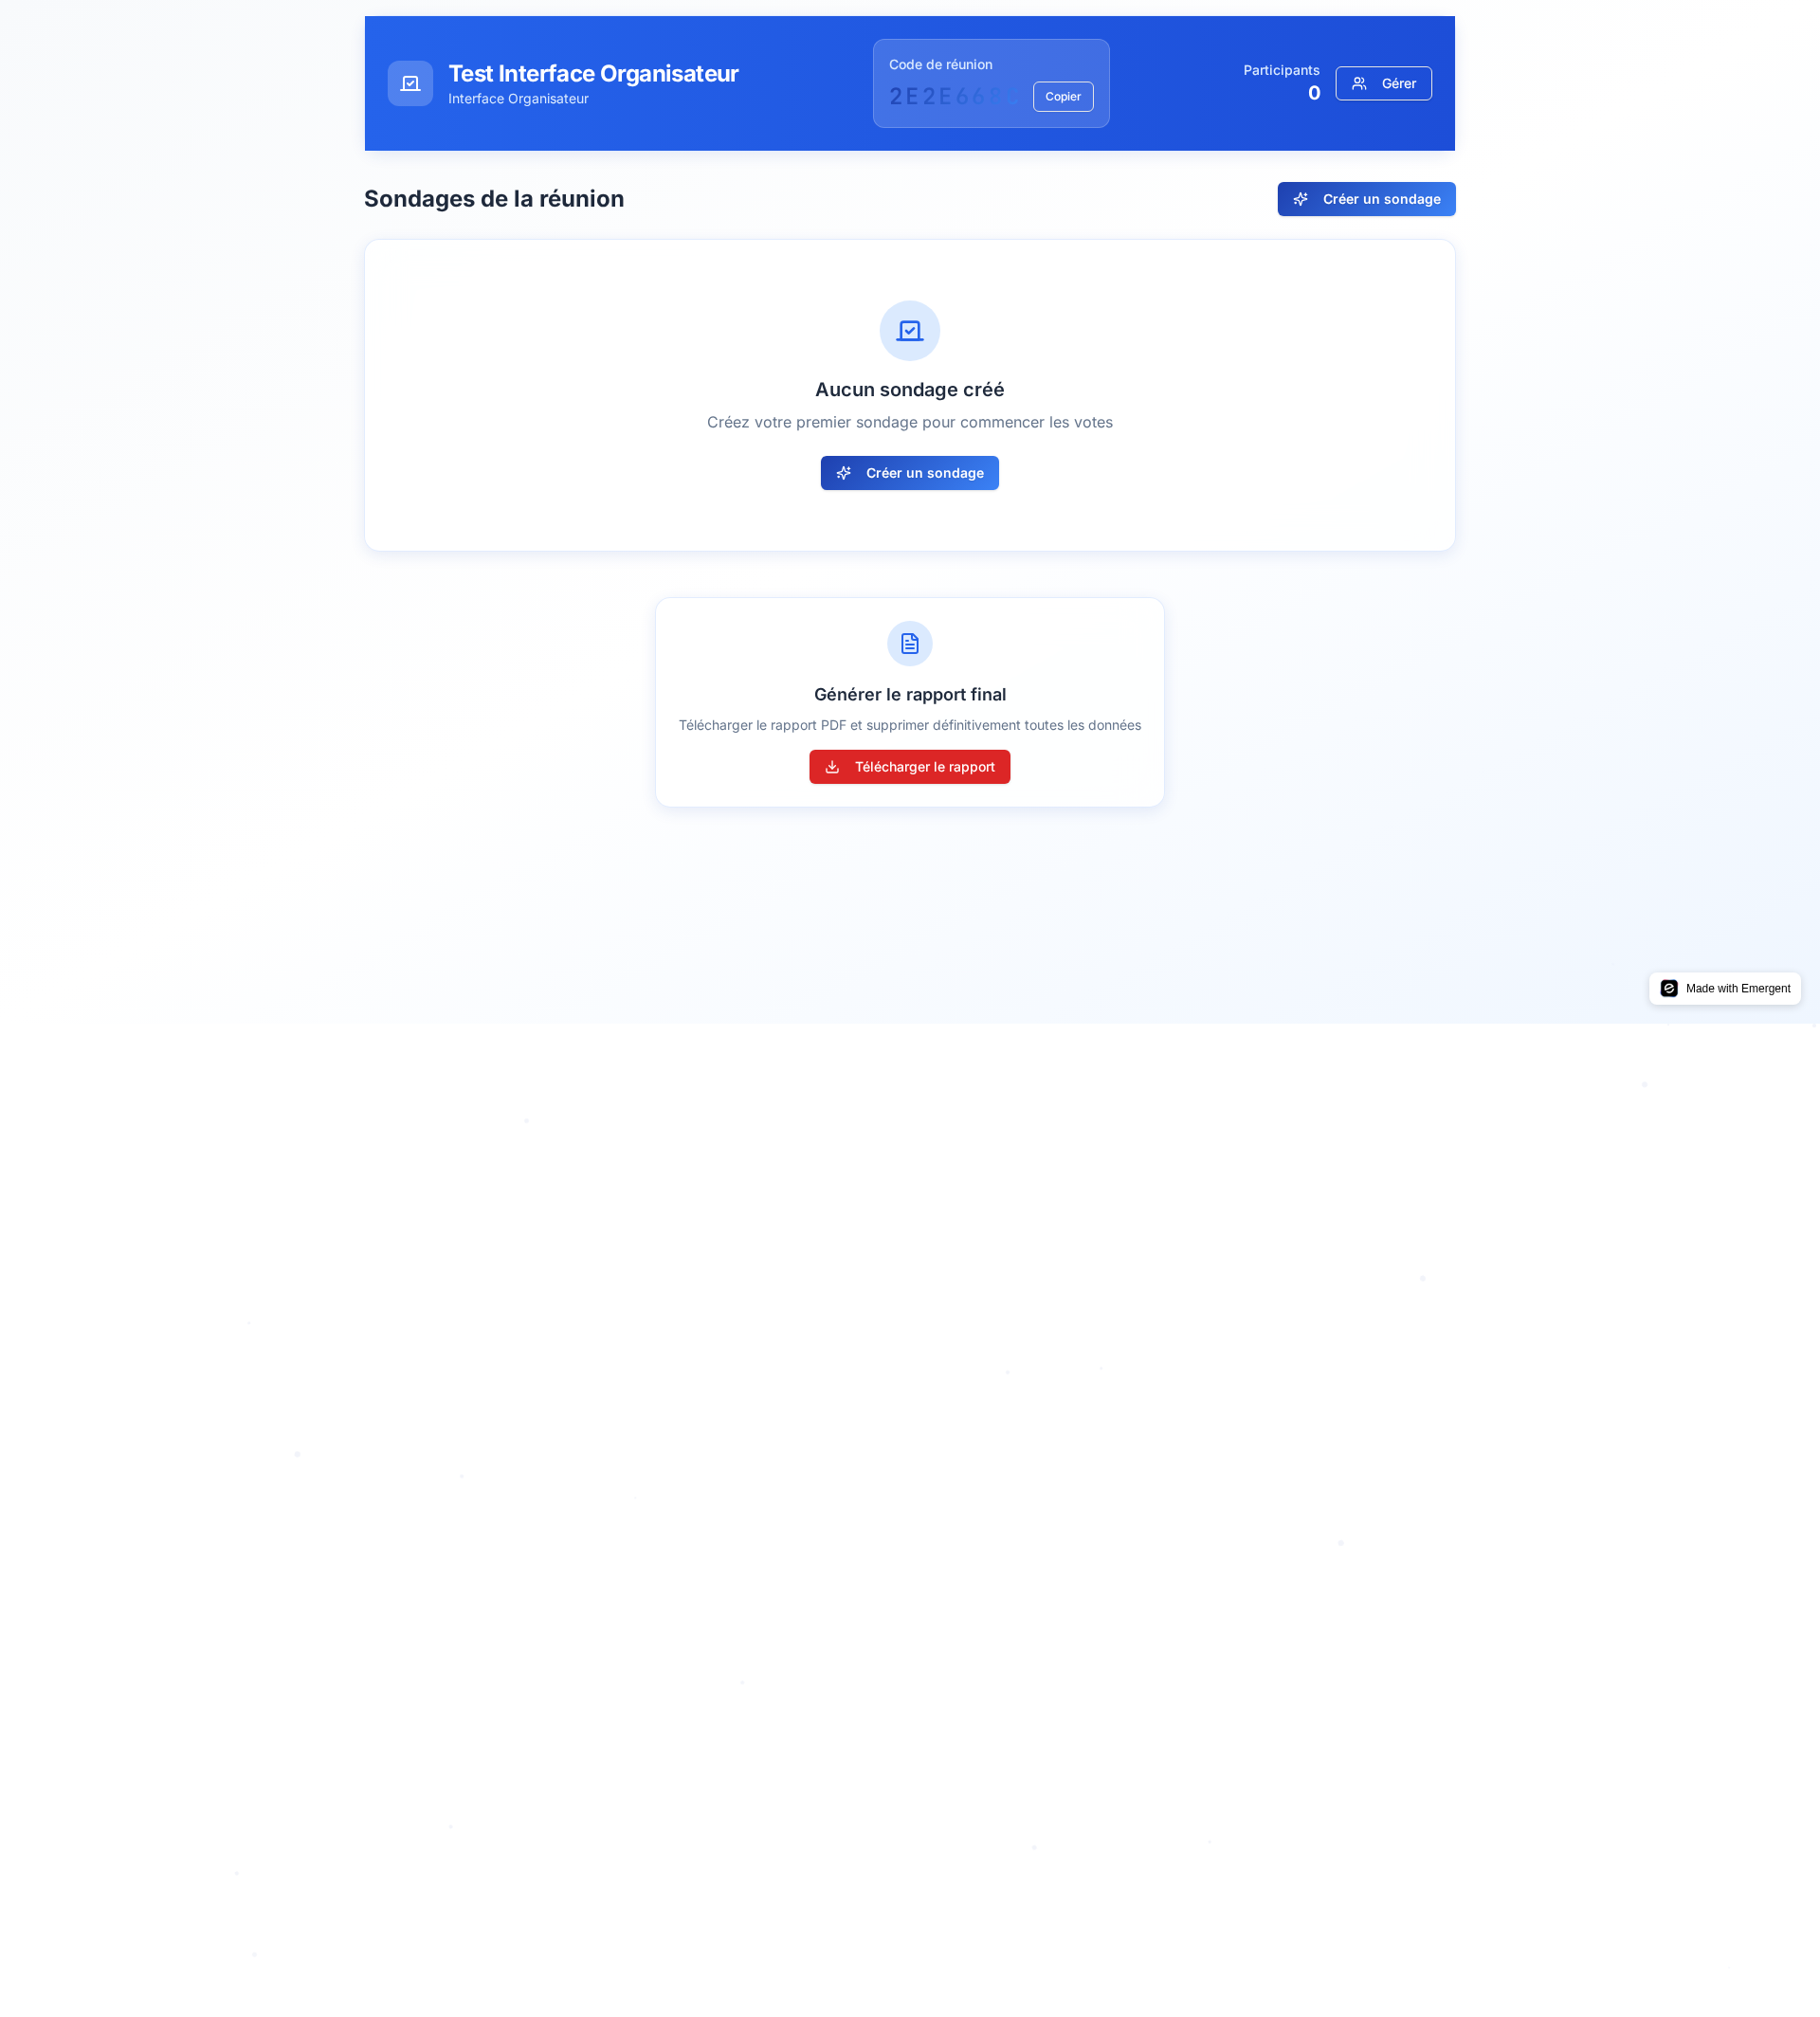 Test Interface Organisateur
Interface Organisateur
Code de réunion
Copier
Participants
0
Gérer
Sondages de la réunion
Créer un sondage
Aucun sondage créé
Créez votre premier sondage pour commencer les votes
Créer un sondage
Générer le rapport final
Télécharger le rapport PDF et supprimer définitivement toutes les données
Télécharger le rapport
Made with Emergent